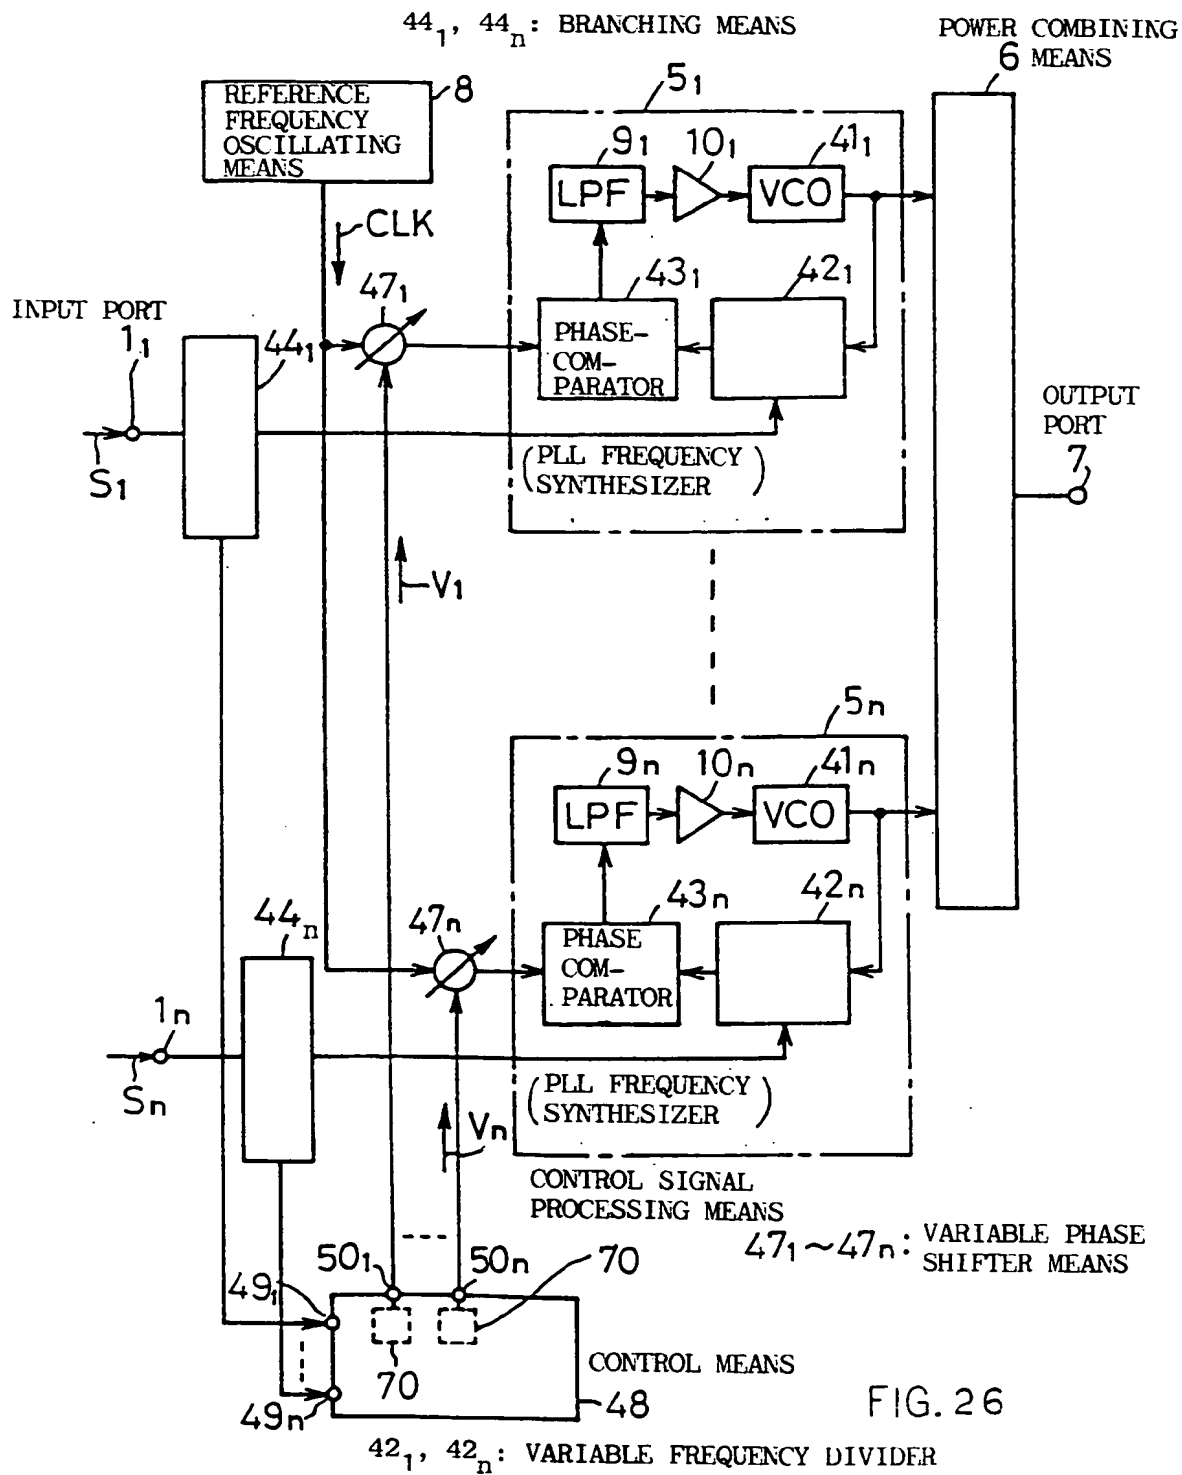 44₁, 44ₙ: BRANCHING MEANS
POWER COMBINING
6 MEANS
REFERENCE
FREQUENCY
OSCILLATING
MEANS
8
5₁
9₁
10₁
41₁
LPF
VCO
CLK
47₁
43₁
42₁
INPUT PORT
1₁
44₁
PHASE-
COM-
PARATOR
S₁
(PLL FREQUENCY
SYNTHESIZER)
OUTPUT
PORT
7
V₁
5n
9n
10n
41n
LPF
VCO
44ₙ
47n
43n
42n
PHASE
COM-
PARATOR
1n
Sn
(PLL FREQUENCY
SYNTHESIZER)
Vn
CONTROL SIGNAL
PROCESSING MEANS
47₁~47n: VARIABLE PHASE
SHIFTER MEANS
50₁
50n
70
49₁
70
CONTROL MEANS
49n
48
FIG. 26
42₁, 42ₙ: VARIABLE FREQUENCY DIVIDER